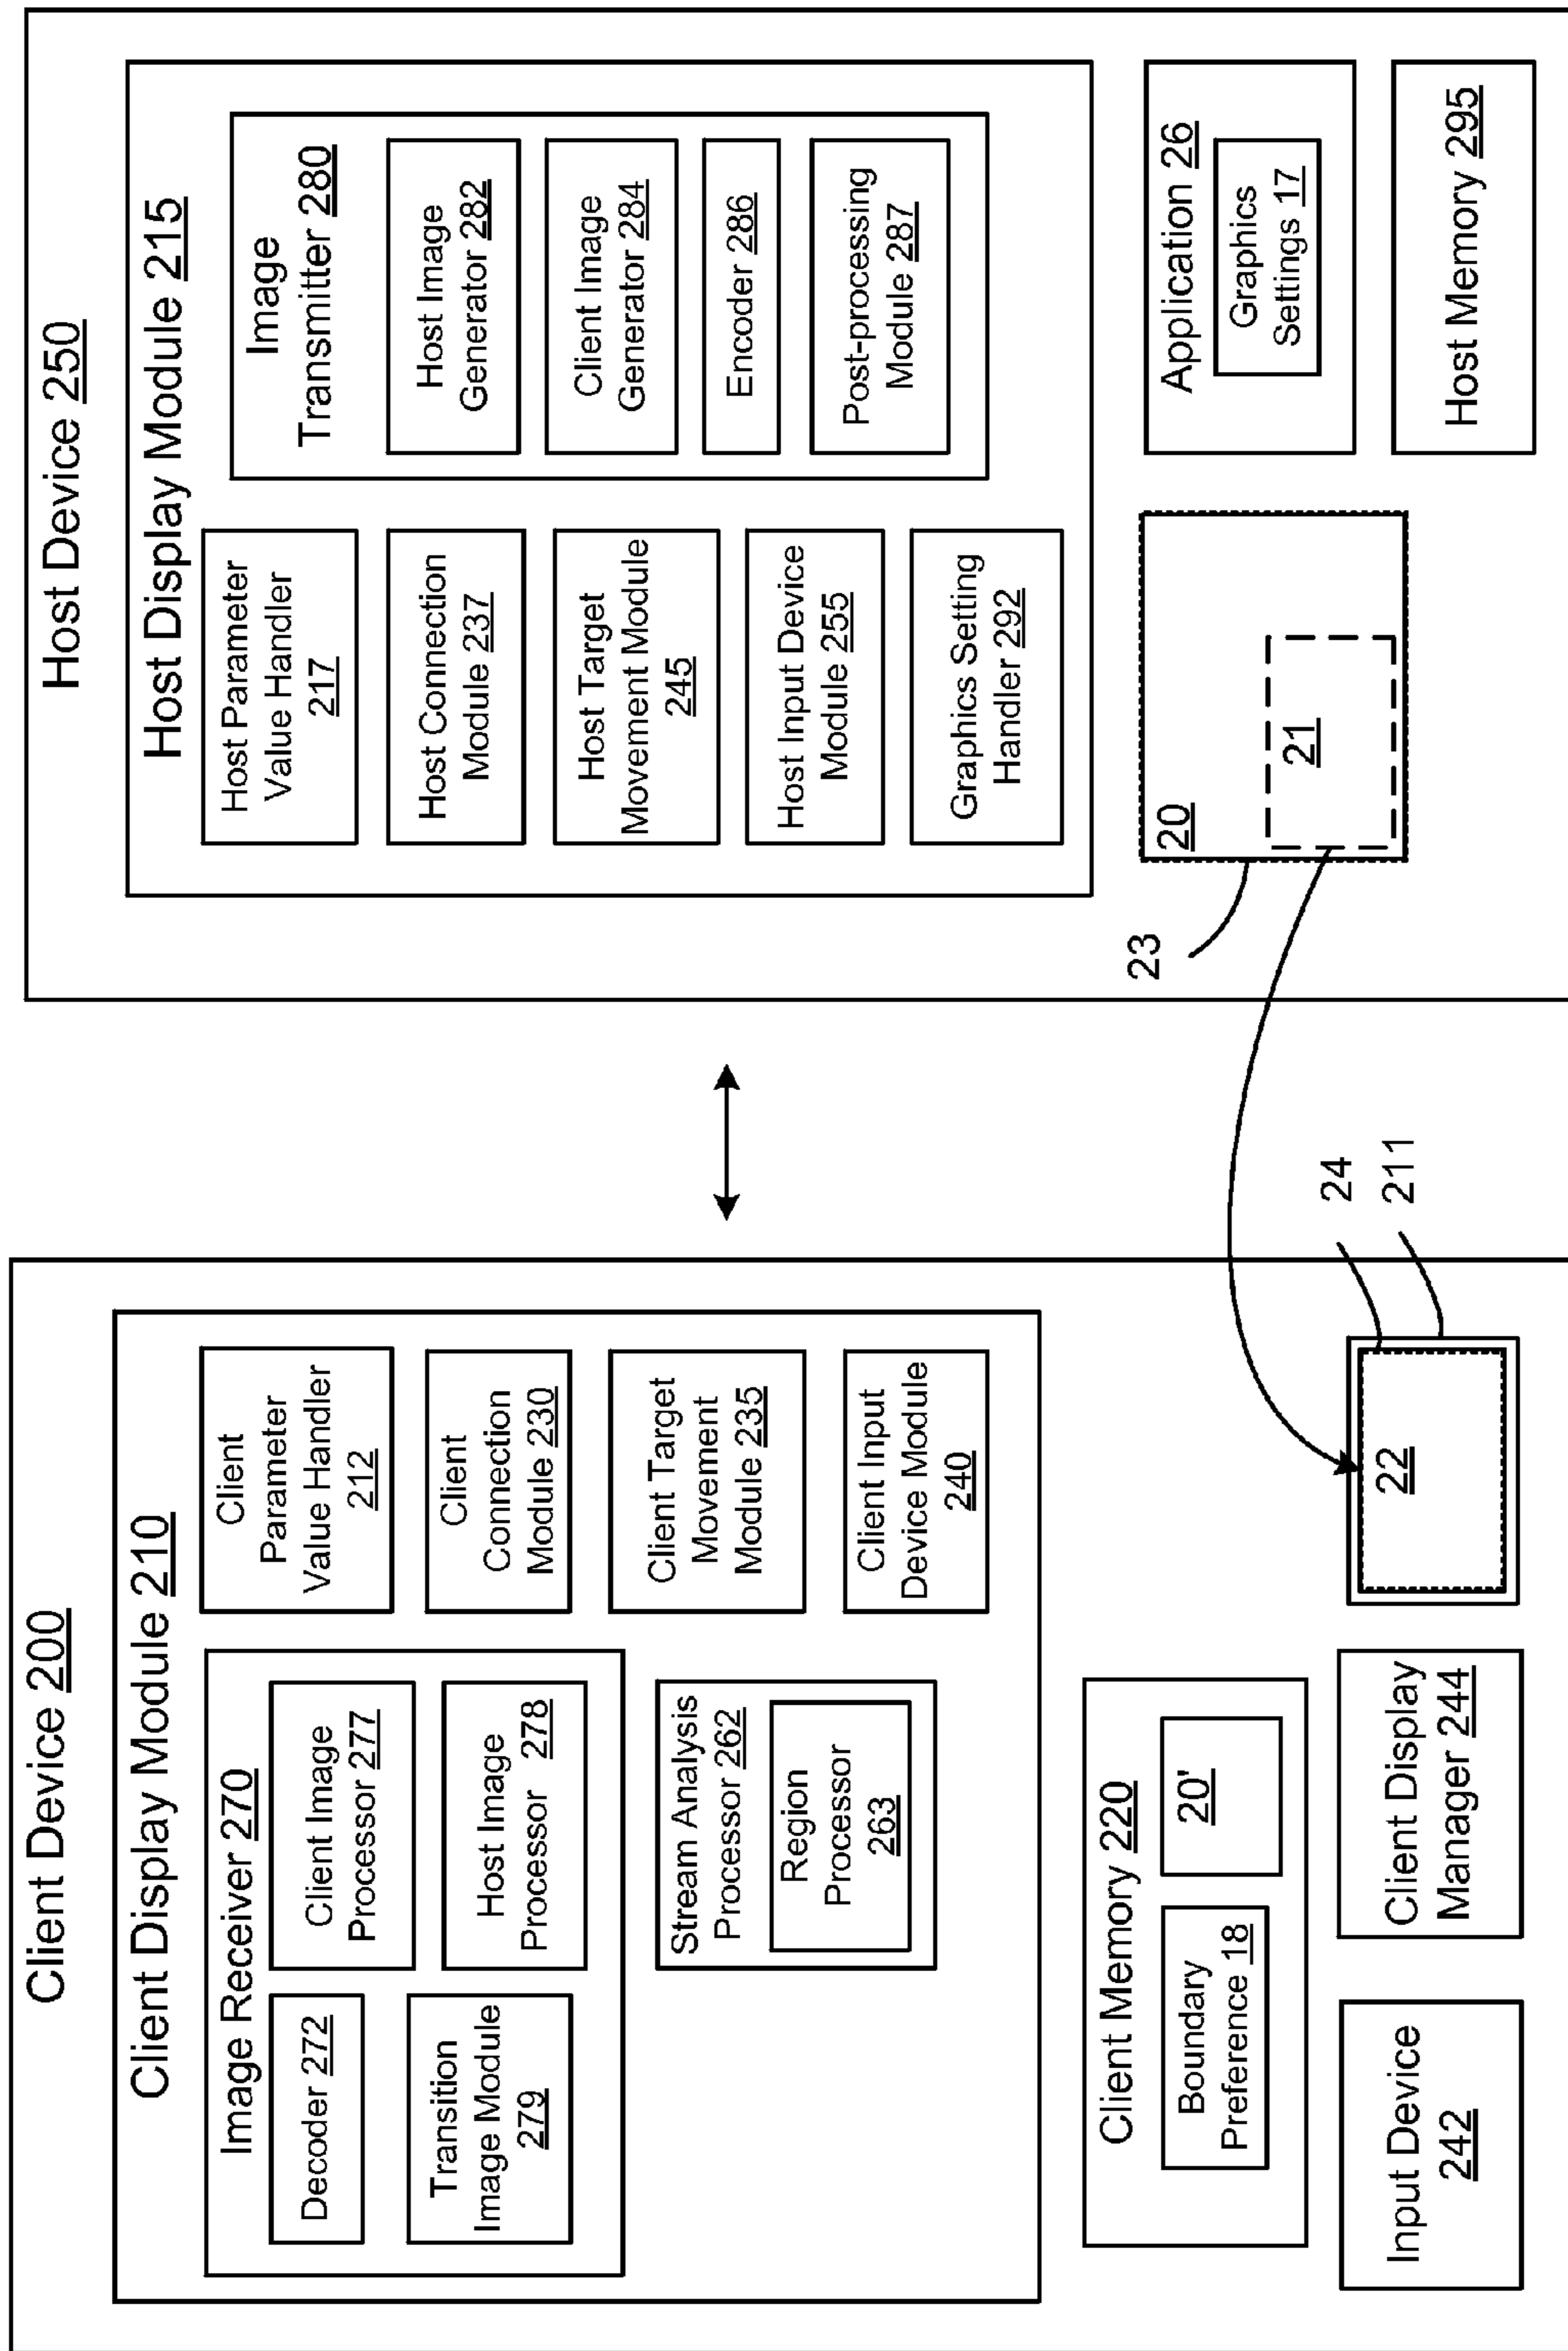 Client Device 200
Client Display Module 210
Image Receiver 270
Decoder 272
Client Image
Processor 277
Transition
Image Module
279
Host Image
Processor 278
Stream Analysis
Processor 262
Region
Processor
263
Client
Parameter
Value Handler
212
Client
Connection
Module 230
Client Target
Movement
Module 235
Client Input
Device Module
240
Client Memory 220
Boundary
Preference 18
20'
Input Device
242
Client Display
Manager 244
22
24
211
Host Device 250
Host Display Module 215
Host Parameter
Value Handler
217
Host Connection
Module 237
Host Target
Movement Module
245
Host Input Device
Module 255
Graphics Setting
Handler 292
Image
Transmitter 280
Host Image
Generator 282
Client Image
Generator 284
Encoder 286
Post-processing
Module 287
23
20
21
Application 26
Graphics
Settings 17
Host Memory 295